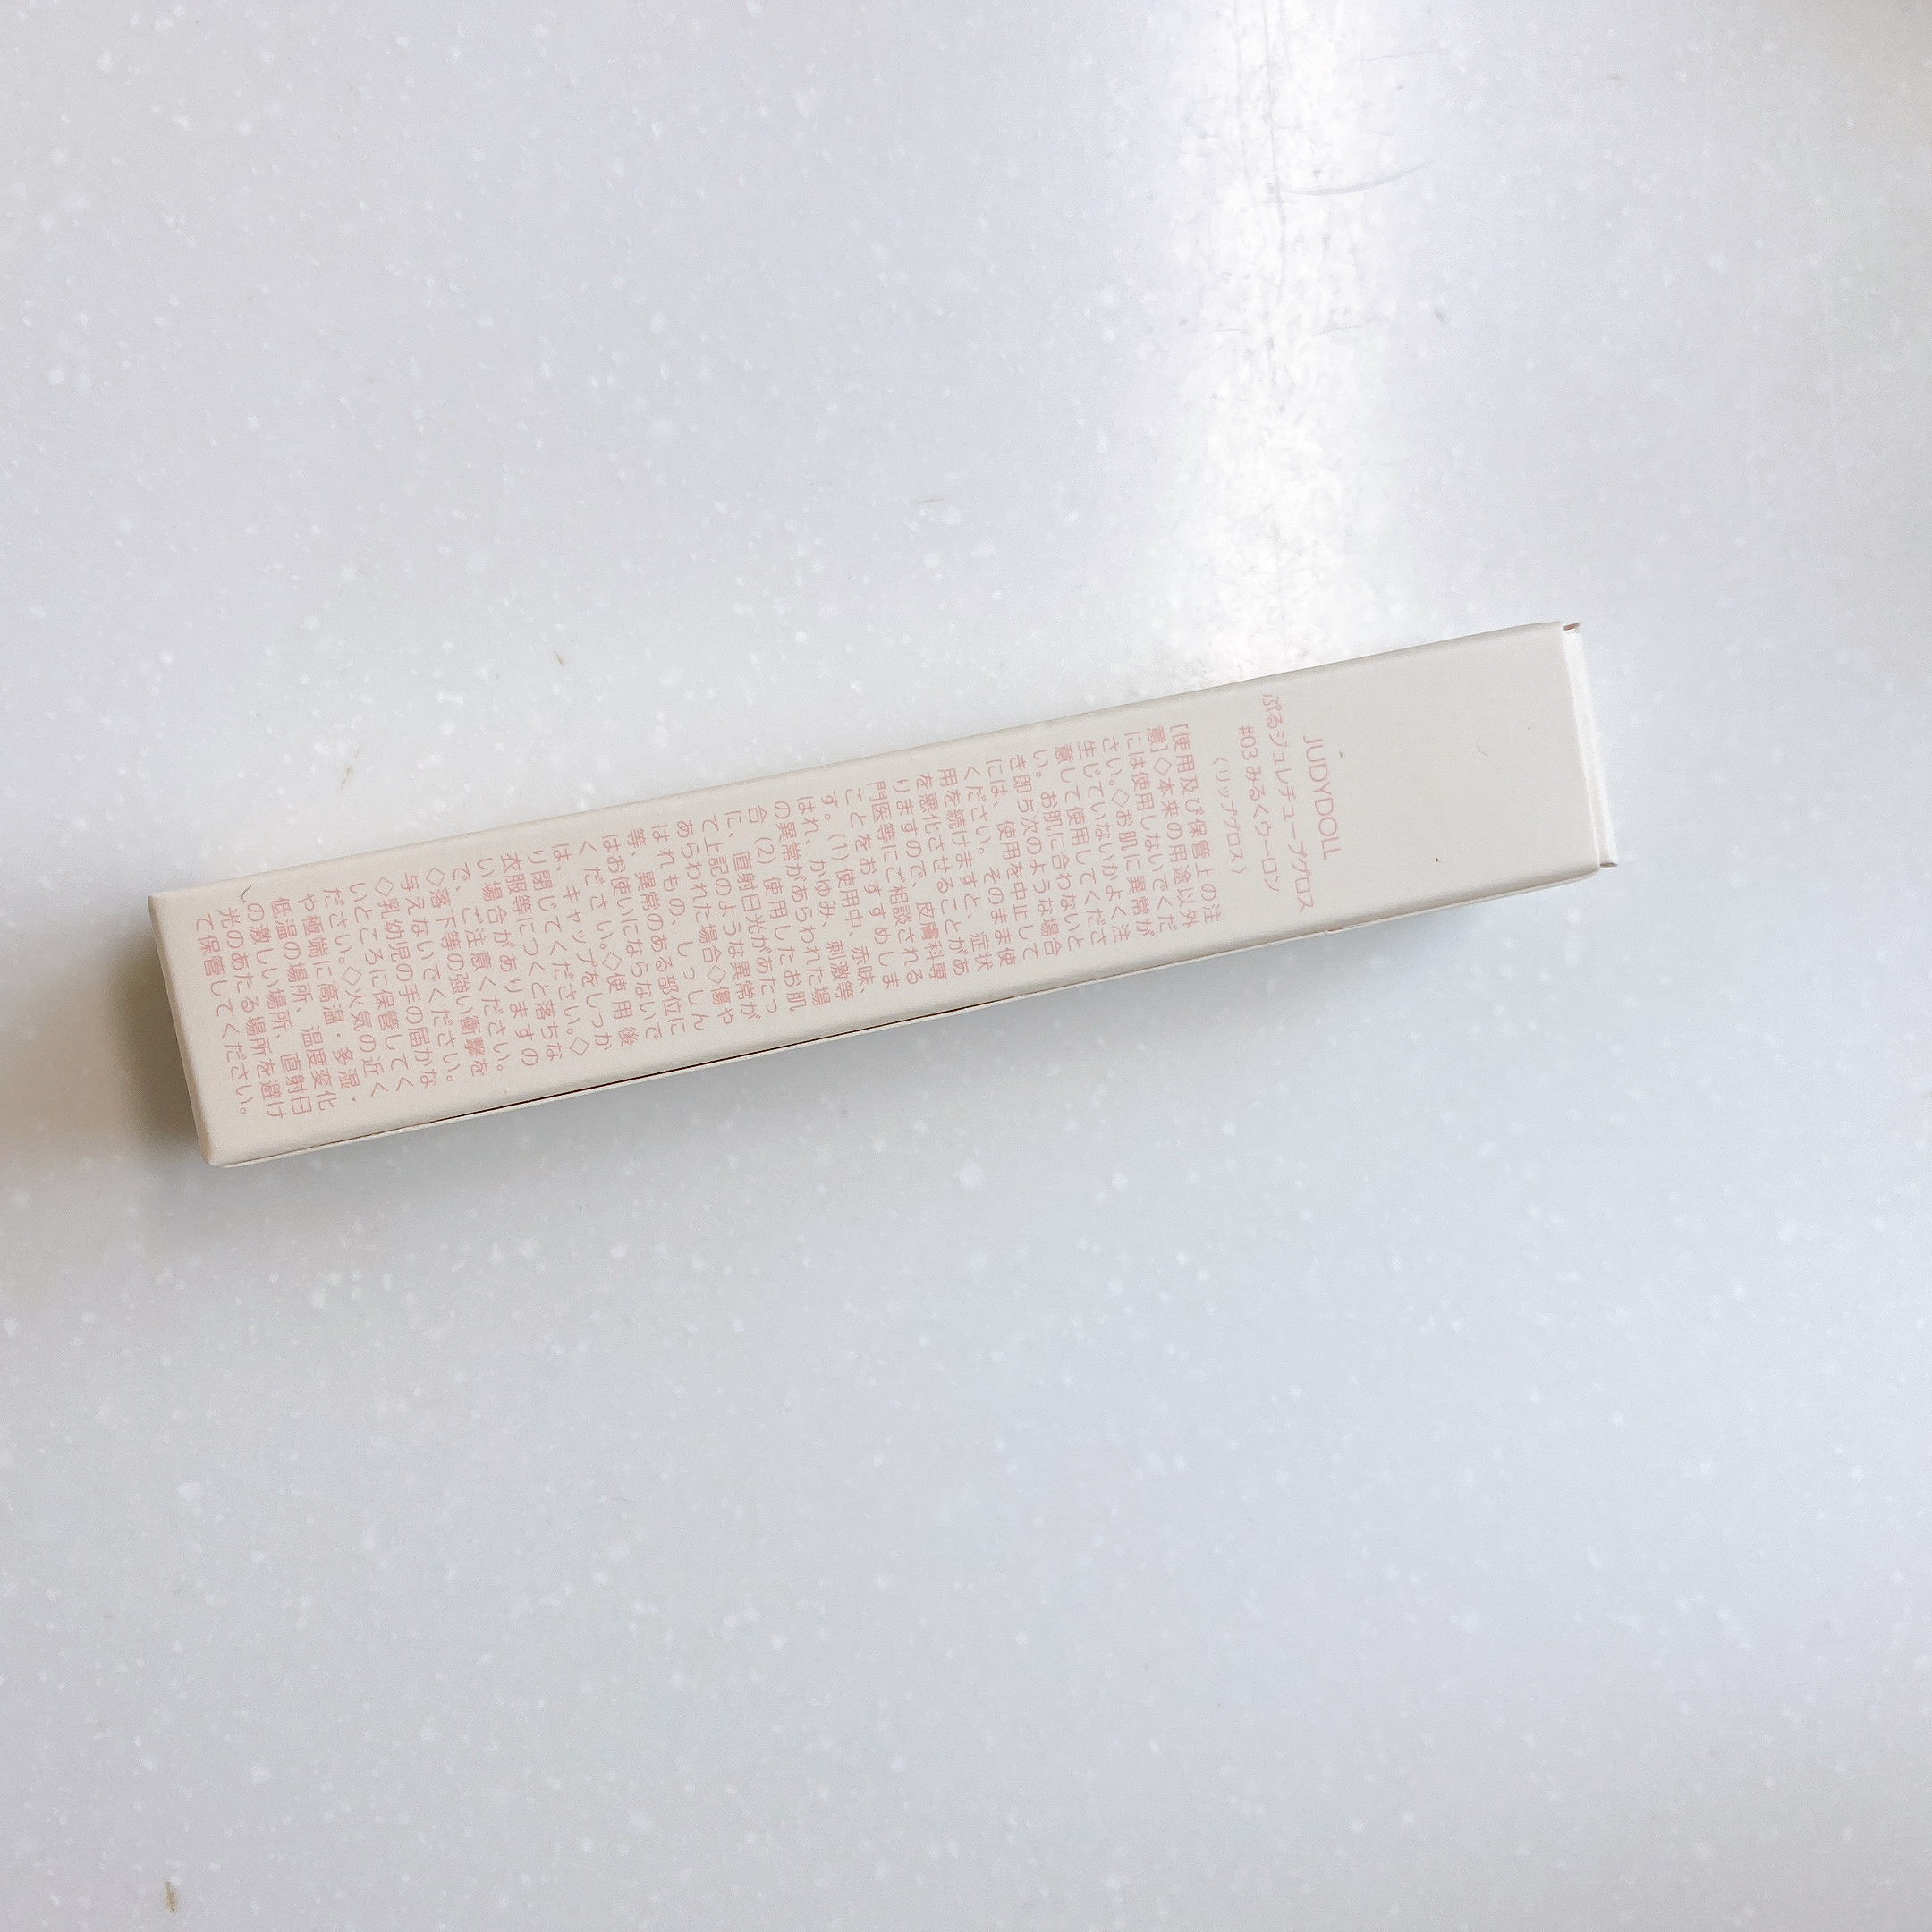 JUDYDOLL
ぷるジュレチューブグロス
#03 みるくウーロン
〈リップグロス〉
[使用及び保管上の注
意]◇本来の用途以外
には使用しないでくだ
さい。◇お肌に異常が
生じていないかよく注
意して使用してくださ
い。お肌に合わないと
き即ち次のような場合
には、使用を中止して
ください。そのまま使
用を続けますと、症状
を悪化させることがあ
りますので、皮膚科専
門医等にご相談される
ことをおすすめしま
す。(1)使用中、赤味、
はれ、かゆみ、刺激等
の異常があらわれた場
合(2) 使用したお肌
に、直射日光があたっ
て上記のような異常が
あらわれた場合◇傷や
はれもの、しっしん
等、異常のある部位に
はお使いにならないで
ください。◇使用後
は、キャップをしっか
り閉じてください。◇
衣服等につくと落ちな
い場合がありますの
で、ご注意ください。
◇落下等の強い衝撃を
与えないでください。
◇乳幼児の手の届かな
いところに保管してく
ださい。◇火気の近く
や極端に高温・多湿・
低温の場所、温度変化
の激しい場所、直射日
光のあたる場所を避け
て保管してください。